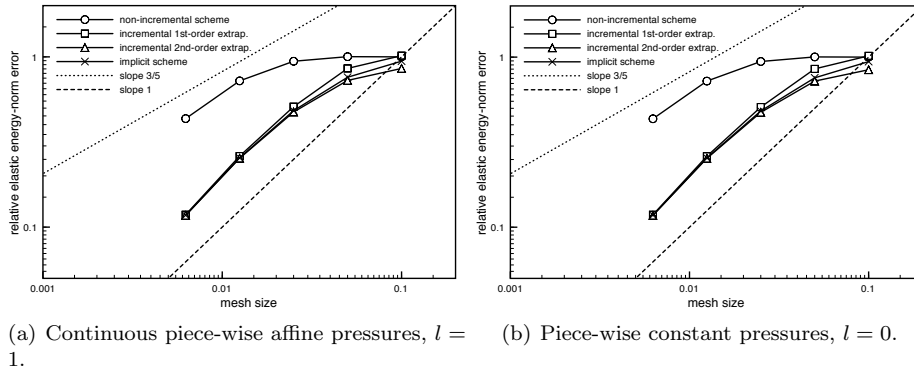 non-incremental scheme
incremental 1st-order extrap.
incremental 2nd-order extrap.
implicit scheme
slope 3/5
slope 1
relative elastic energy-norm error
1
0.1
0.001
0.01
0.1
mesh size
(a) Continuous piece-wise affine pressures, l =
1.
non-incremental scheme
incremental 1st-order extrap.
incremental 2nd-order extrap.
implicit scheme
slope 3/5
slope 1
relative elastic energy-norm error
1
0.1
0.001
0.01
0.1
mesh size
(b) Piece-wise constant pressures, l = 0.